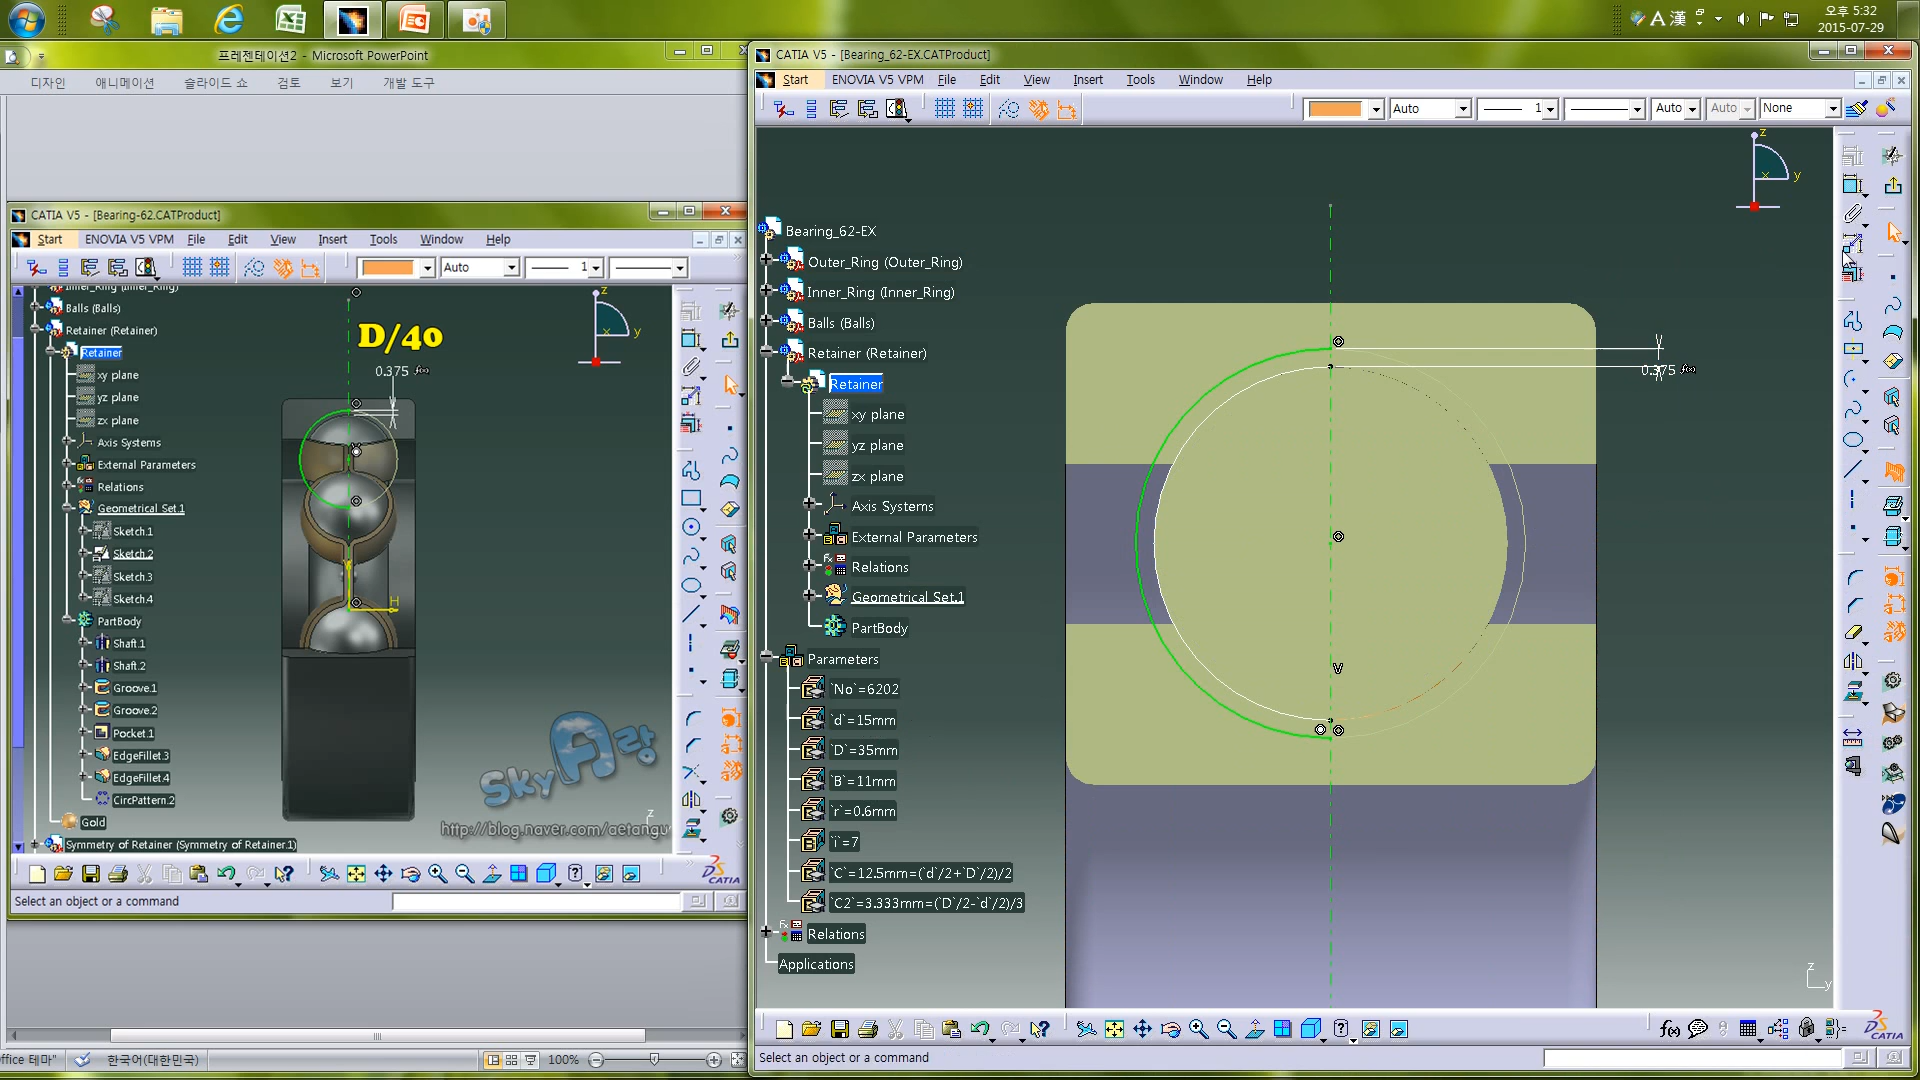 오후 5:32
2015-07-29
A 漢
프레젠테이션2 - Microsoft PowerPoint
디자인 애니메이션 슬라이드 쇼 검토 보기 개발 도구
CATIA V5 - [Bearing-62.CATProduct]
Start ENOVIA V5 VPM File Edit View Insert Tools Window Help
Auto 1
Inner_Ring (Inner_Ring)
Balls (Balls)
Retainer (Retainer)
Retainer
xy plane
yz plane
zx plane
Axis Systems
External Parameters
Relations
Geometrical Set.1
Sketch.1
Sketch.2
Sketch.3
Sketch.4
PartBody
Shaft.1
Shaft.2
Groove.1
Groove.2
Pocket.1
EdgeFillet.3
EdgeFillet.4
CircPattern.2
Gold
Symmetry of Retainer (Symmetry of Retainer.1)
D/40
0.375 f(x)
H
z
y
x
z
Sky A랑
http://blog.naver.com/aetangu
CATIA
Select an object or a command
한국어(대한민국)
100%
CATIA V5 - [Bearing_62-EX.CATProduct]
Start ENOVIA V5 VPM File Edit View Insert Tools Window Help
Auto 1 Auto Auto None
Bearing_62-EX
Outer_Ring (Outer_Ring)
Inner_Ring (Inner_Ring)
Balls (Balls)
Retainer (Retainer)
Retainer
xy plane
yz plane
zx plane
Axis Systems
External Parameters
Relations
Geometrical Set.1
PartBody
Parameters
`No`=6202
`d`=15mm
`D`=35mm
`B`=11mm
`r`=0.6mm
`i`=7
`C`=12.5mm=(`d`/2+`D`/2)/2
`C2`=3.333mm=(`D`/2-`d`/2)/3
Relations
Applications
0.375 f(x)
V
z
y
x
z
y
f(x)
CATIA
Select an object or a command